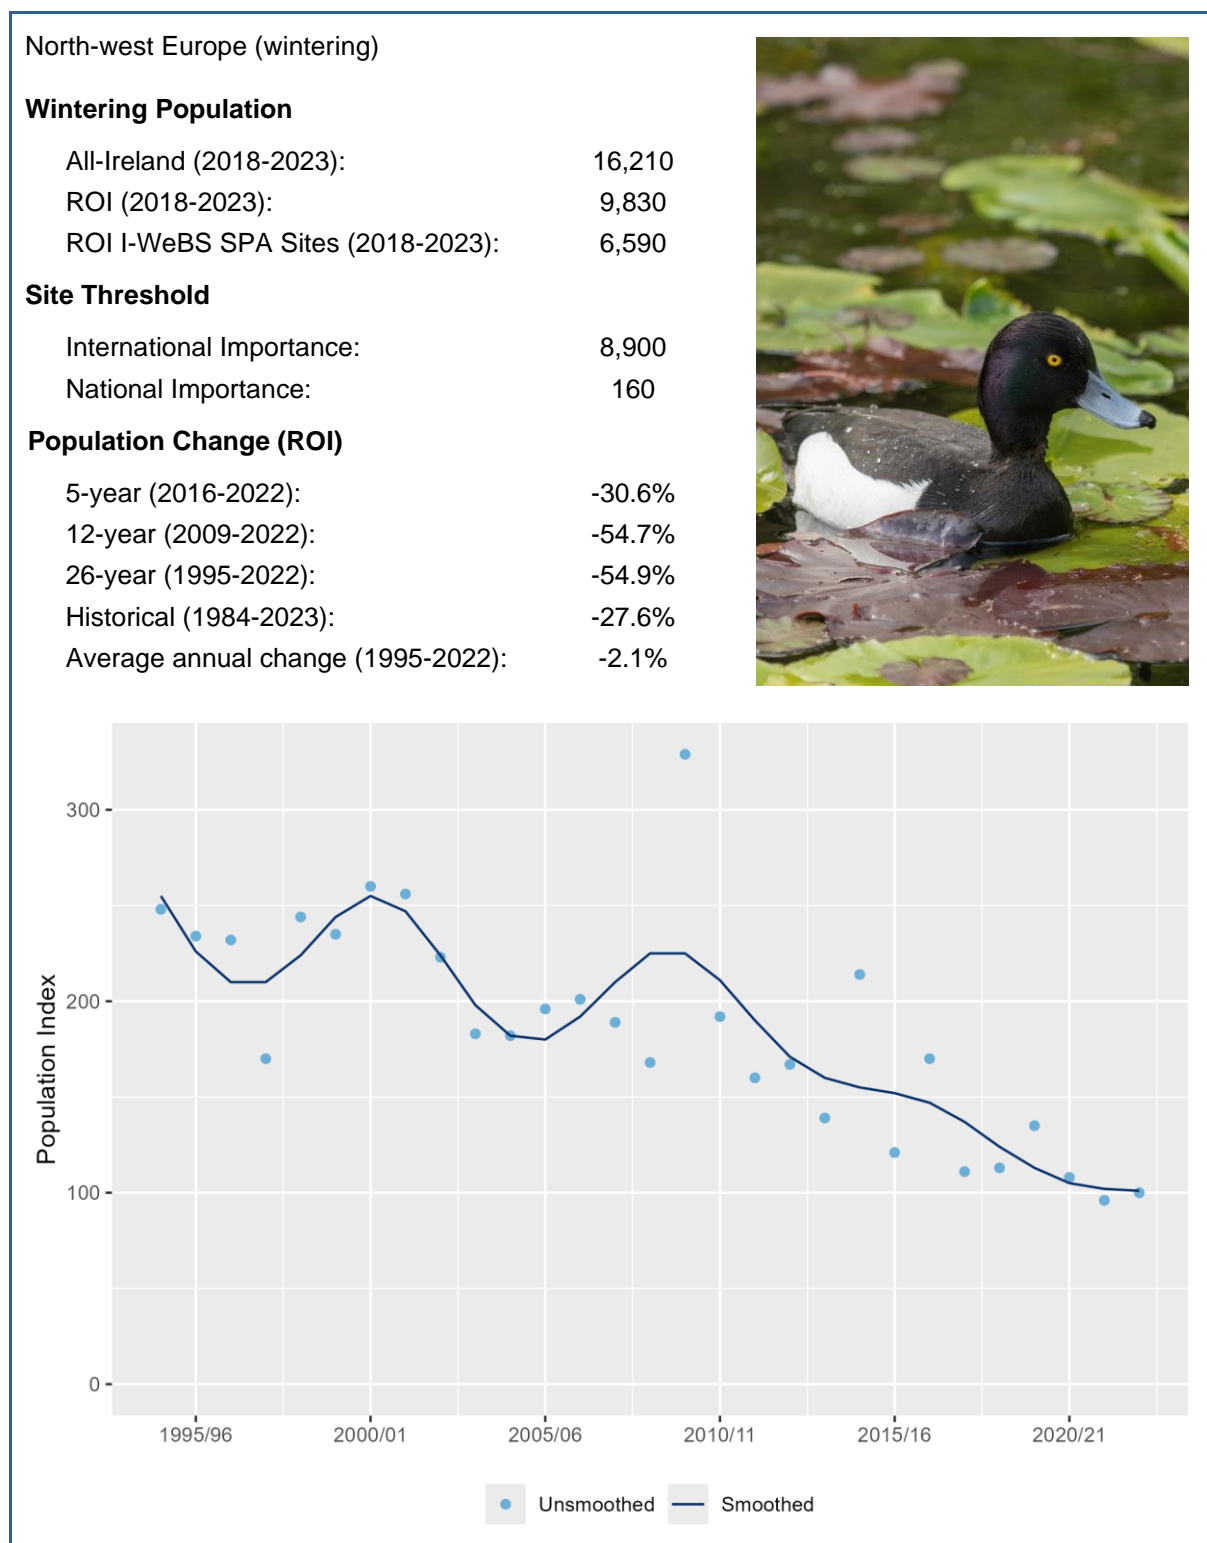 North-west Europe (wintering)
Wintering Population
All-Ireland (2018-2023): 16,210
ROI (2018-2023): 9,830
ROI I-WeBS SPA Sites (2018-2023): 6,590
Site Threshold
International Importance: 8,900
National Importance: 160
Population Change (ROI)
5-year (2016-2022): -30.6%
12-year (2009-2022): -54.7%
26-year (1995-2022): -54.9%
Historical (1984-2023): -27.6%
Average annual change (1995-2022): -2.1%
Population Index
300
200
100
0
1995/96 2000/01 2005/06 2010/11 2015/16 2020/21
Unsmoothed Smoothed